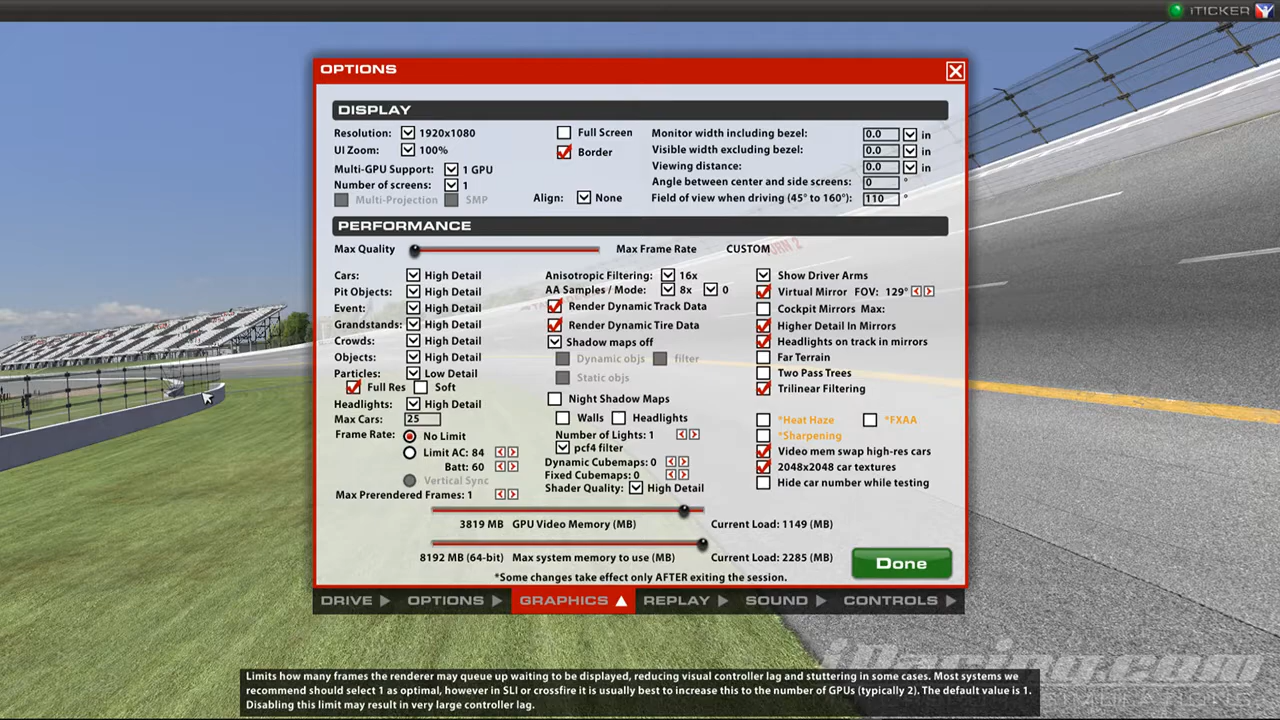 iTICKER
OPTIONS
DISPLAY
Resolution: 1920x1080
UI Zoom: 100%
Multi-GPU Support: 1 GPU
Number of screens: 1
Multi-Projection SMP
Full Screen
Border
Align: None
Monitor width including bezel: 0.0 in
Visible width excluding bezel: 0.0 in
Viewing distance: 0.0 in
Angle between center and side screens: 0 °
Field of view when driving (45° to 160°): 110 °
PERFORMANCE
Max Quality Max Frame Rate CUSTOM
TURN 2
Cars: High Detail
Pit Objects: High Detail
Event: High Detail
Grandstands: High Detail
Crowds: High Detail
Objects: High Detail
Particles: Low Detail
Full Res Soft
Headlights: High Detail
Max Cars: 25
Frame Rate: No Limit
Limit AC: 84
Batt: 60
Vertical Sync
Max Prerendered Frames: 1
Anisotropic Filtering: 16x
AA Samples / Mode: 8x 0
Render Dynamic Track Data
Render Dynamic Tire Data
Shadow maps off
Dynamic objs filter
Static objs
Night Shadow Maps
Walls Headlights
Number of Lights: 1
pcf4 filter
Dynamic Cubemaps: 0
Fixed Cubemaps: 0
Shader Quality: High Detail
Show Driver Arms
Virtual Mirror FOV: 129°
Cockpit Mirrors Max:
Higher Detail In Mirrors
Headlights on track in mirrors
Far Terrain
Two Pass Trees
Trilinear Filtering
*Heat Haze *FXAA
*Sharpening
Video mem swap high-res cars
2048x2048 car textures
Hide car number while testing
3819 MB GPU Video Memory (MB) Current Load: 1149 (MB)
8192 MB (64-bit) Max system memory to use (MB) Current Load: 2285 (MB)
*Some changes take effect only AFTER exiting the session.
Done
DRIVE OPTIONS GRAPHICS REPLAY SOUND CONTROLS
iRacing.com
Limits how many frames the renderer may queue up waiting to be displayed, reducing visual controller lag and stuttering in some cases. Most systems we
recommend should select 1 as optimal, however in SLI or crossfire it is usually best to increase this to the number of GPUs (typically 2). The default value is 1.
Disabling this limit may result in very large controller lag.